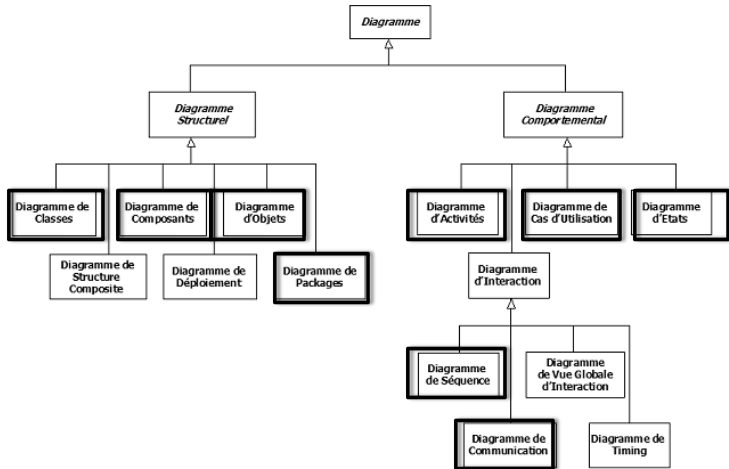 Diagramme
Diagramme
Structurel
Diagramme
Comportemental
Diagramme de
Classes
Diagramme de
Composants
Diagramme
d'Objets
Diagramme
d'Activités
Diagramme de
Cas d'Utilisation
Diagramme
d'Etats
Diagramme de
Structure
Composite
Diagramme de
Déploiement
Diagramme de
Packages
Diagramme
d'Interaction
Diagramme
de Séquence
Diagramme
de Vue Globale
d'Interaction
Diagramme de
Communication
Diagramme de
Timing